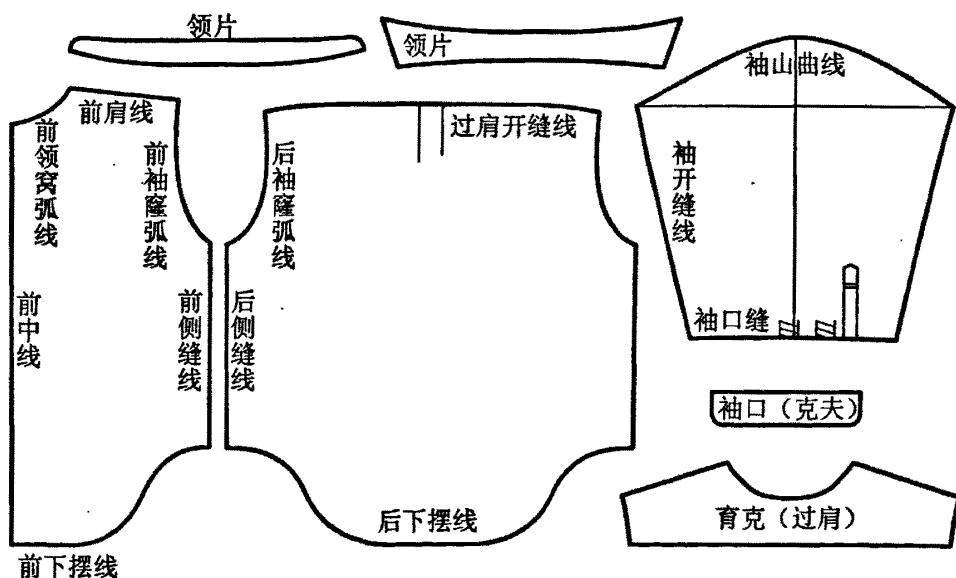 领片
领片
袖山曲线
前肩线
过肩开缝线
前领窝弧线
前袖窿弧线
后袖窿弧线
袖开缝线
前中线
前侧缝线
后侧缝线
袖口缝
袖口（克夫）
育克（过肩）
后下摆线
前下摆线